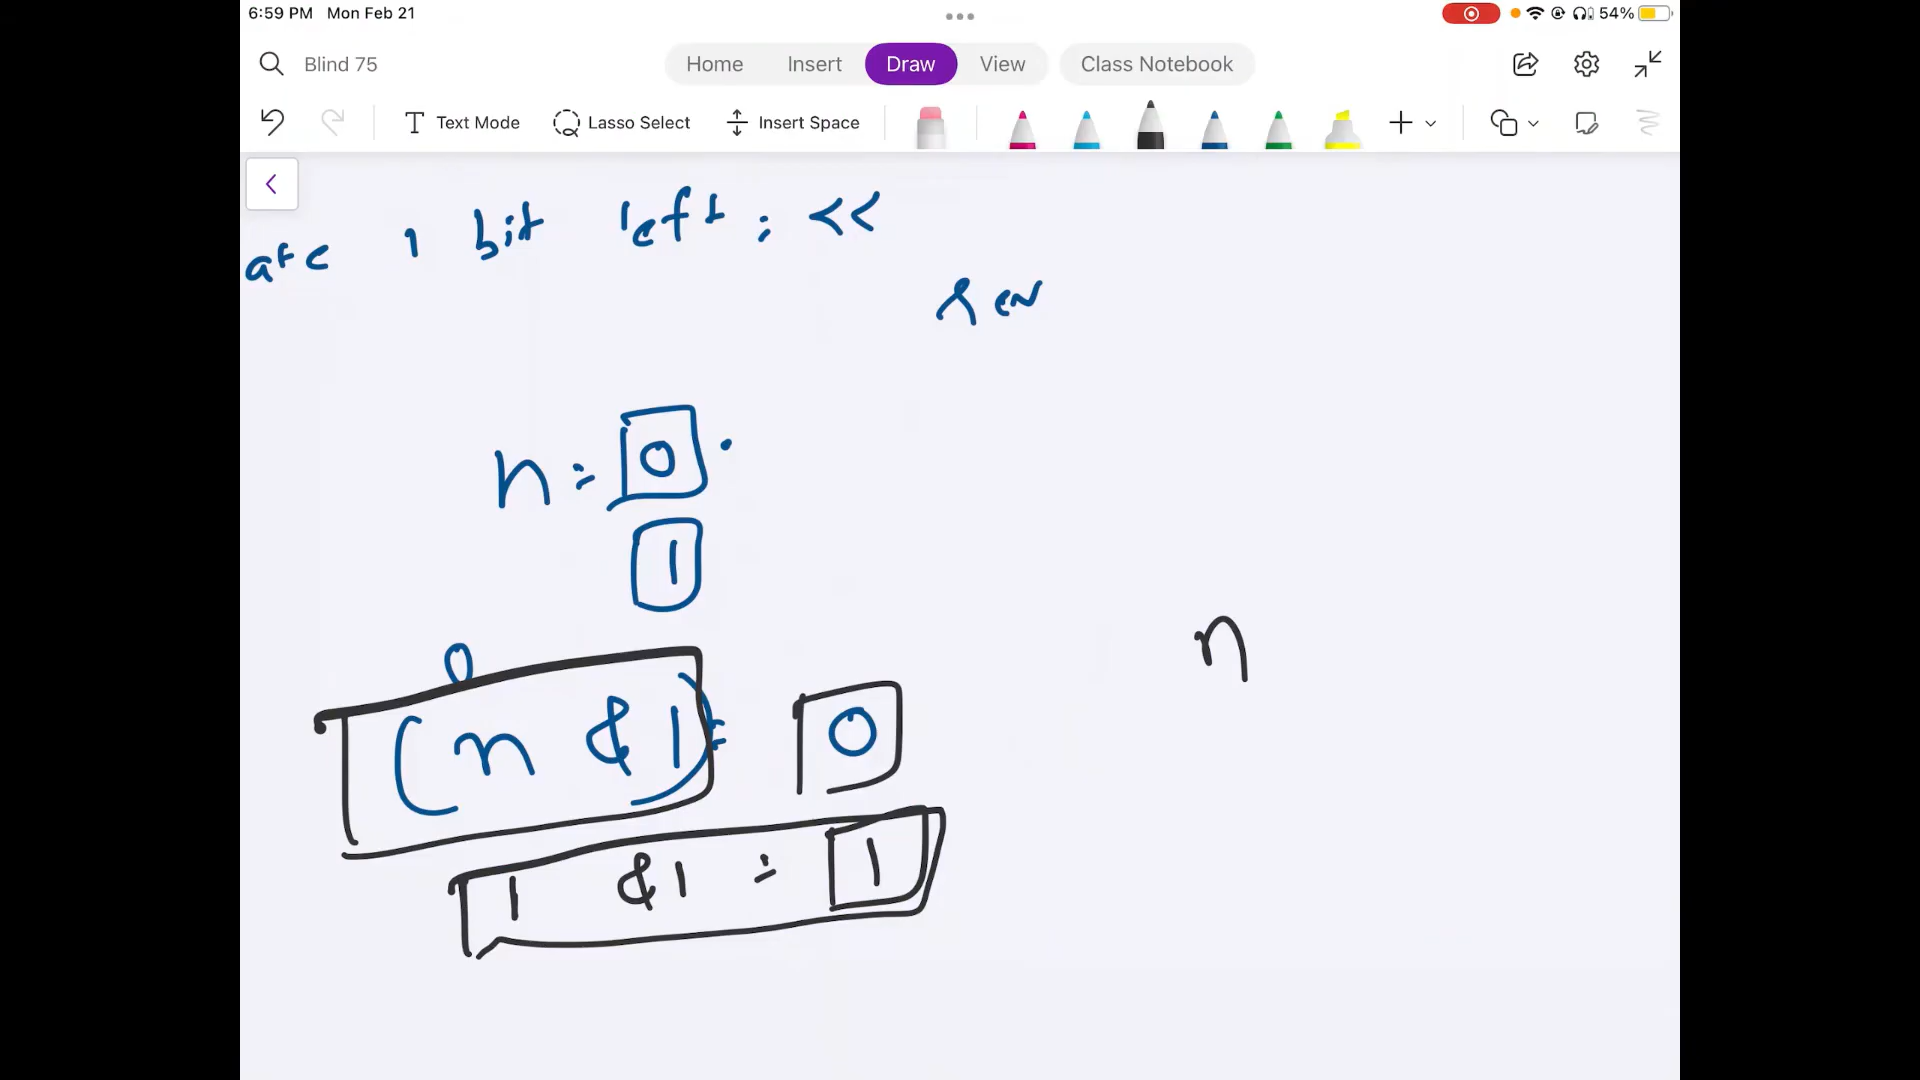 6:59 PM Mon Feb 21
54%
Blind 75
Home Insert Draw View Class Notebook
Text Mode Lasso Select Insert Space
1 bit left : <<
n = 0
1
n
0
(n & 1) = 0
1 & 1 = 1